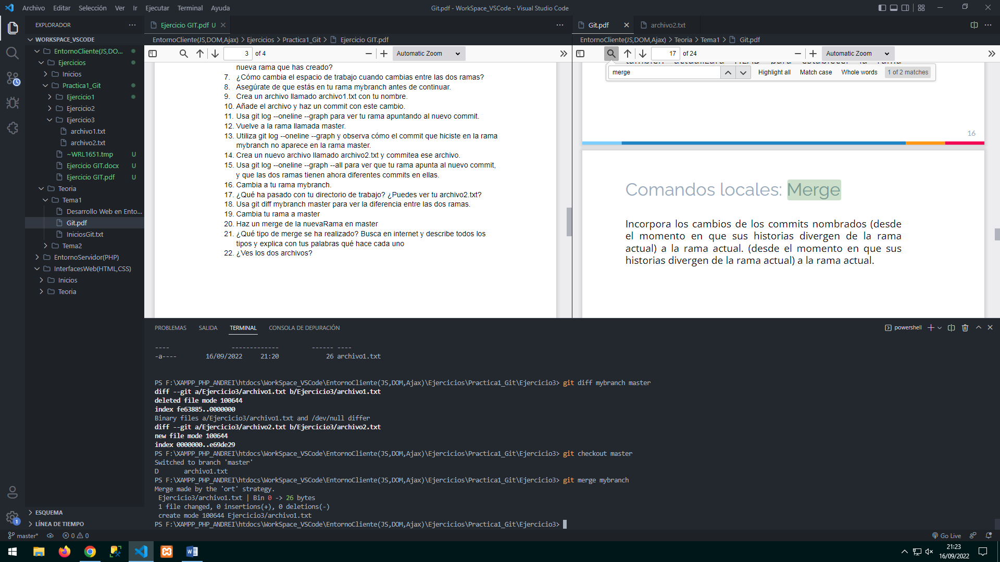 Archivo Editar Selección Ver Ir Ejecutar Terminal Ayuda
Git.pdf - WorkSpace_VSCode - Visual Studio Code
EXPLORADOR
WORKSPACE_VSCODE
EntornoCliente(JS,DO...
Ejercicios
Inicios
Practica1_Git
Ejercicio1
Ejercicio2
Ejercicio3
archivo1.txt
archivo2.txt
~WRL1651.tmp U
Ejercicio GIT.docx U
Ejercicio GIT.pdf U
Teoria
Tema1
Desarrollo Web en Ento...
Git.pdf
IniciosGit.txt
Tema2
EntornoServidor(PHP)
InterfacesWeb(HTML,CSS)
Inicios
Teoria
ESQUEMA
LÍNEA DE TIEMPO
Ejercicio GIT.pdf U
EntornoCliente(JS,DOM,Ajax) > Ejercicios > Practica1_Git > Ejercicio GIT.pdf
3 of 4
Automatic Zoom
nueva rama que has creado?
7. ¿Cómo cambia el espacio de trabajo cuando cambias entre las dos ramas?
8. Asegúrate de que estás en tu rama mybranch antes de continuar.
9. Crea un archivo llamado archivo1.txt con tu nombre.
10. Añade el archivo y haz un commit con este cambio.
11. Usa git log --oneline --graph para ver tu rama apuntando al nuevo commit.
12. Vuelve a la rama llamada master.
13. Utiliza git log --oneline --graph y observa cómo el commit que hiciste en la rama
mybranch no aparece en la rama master.
14. Crea un nuevo archivo llamado archivo2.txt y commitea ese archivo.
15. Usa git log --oneline --graph --all para ver que tu rama apunta al nuevo commit,
y que las dos ramas tienen ahora diferentes commits en ellas.
16. Cambia a tu rama mybranch.
17. ¿Qué ha pasado con tu directorio de trabajo? ¿Puedes ver tu archivo2.txt?
18. Usa git diff mybranch master para ver la diferencia entre las dos ramas.
19. Cambia tu rama a master
20. Haz un merge de la nuevaRama en master
21. ¿Qué tipo de merge se ha realizado? Busca en internet y describe todos los
tipos y explica con tus palabras qué hace cada uno
22. ¿Ves los dos archivos?
Git.pdf
archivo2.txt
EntornoCliente(JS,DOM,Ajax) > Teoria > Tema1 > Git.pdf
17 of 24
Automatic Zoom
también actualizará HEAD para establecer la rama
merge
Highlight all Match case Whole words 1 of 2 matches
16
Comandos locales: Merge
Incorpora los cambios de los commits nombrados (desde
el momento en que sus historias divergen de la rama
actual) a la rama actual. (desde el momento en que sus
historias divergen de la rama actual) a la rama actual.
PROBLEMAS SALIDA TERMINAL CONSOLA DE DEPURACIÓN
powershell
---- ------------- ------ ----
-a---- 16/09/2022 21:20 26 archivo1.txt
PS F:\XAMPP_PHP_ANDREI\htdocs\WorkSpace_VSCode\EntornoCliente(JS,DOM,Ajax)\Ejercicios\Practica1_Git\Ejercicio3> git diff mybranch master
diff --git a/Ejercicio3/archivo1.txt b/Ejercicio3/archivo1.txt
deleted file mode 100644
index fe63885..0000000
Binary files a/Ejercicio3/archivo1.txt and /dev/null differ
diff --git a/Ejercicio3/archivo2.txt b/Ejercicio3/archivo2.txt
new file mode 100644
index 0000000..e69de29
PS F:\XAMPP_PHP_ANDREI\htdocs\WorkSpace_VSCode\EntornoCliente(JS,DOM,Ajax)\Ejercicios\Practica1_Git\Ejercicio3> git checkout master
Switched to branch 'master'
D archivo1.txt
PS F:\XAMPP_PHP_ANDREI\htdocs\WorkSpace_VSCode\EntornoCliente(JS,DOM,Ajax)\Ejercicios\Practica1_Git\Ejercicio3> git merge mybranch
Merge made by the 'ort' strategy.
Ejercicio3/archivo1.txt | Bin 0 -> 26 bytes
1 file changed, 0 insertions(+), 0 deletions(-)
create mode 100644 Ejercicio3/archivo1.txt
PS F:\XAMPP_PHP_ANDREI\htdocs\WorkSpace_VSCode\EntornoCliente(JS,DOM,Ajax)\Ejercicios\Practica1_Git\Ejercicio3>
1
master* 0 0
Go Live
21:23
16/09/2022